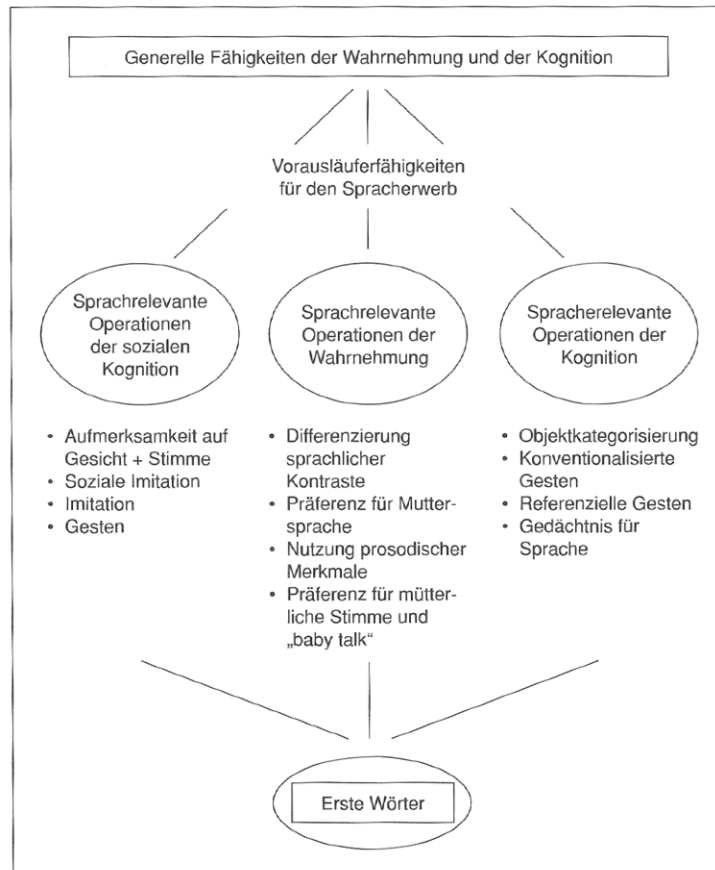 Generelle Fähigkeiten der Wahrnehmung und der Kognition
Vorausläuferfähigkeiten
für den Spracherwerb
Sprachrelevante
Operationen
der sozialen
Kognition
Sprachrelevante
Operationen der
Wahrnehmung
Spracherelevante
Operationen der
Kognition
• Aufmerksamkeit auf
Gesicht + Stimme
• Soziale Imitation
• Imitation
• Gesten
• Differenzierung
sprachlicher
Kontraste
• Präferenz für Mutter-
sprache
• Nutzung prosodischer
Merkmale
• Präferenz für mütter-
liche Stimme und
„baby talk“
• Objektkategorisierung
• Konventionalisierte
Gesten
• Referenzielle Gesten
• Gedächtnis für
Sprache
Erste Wörter